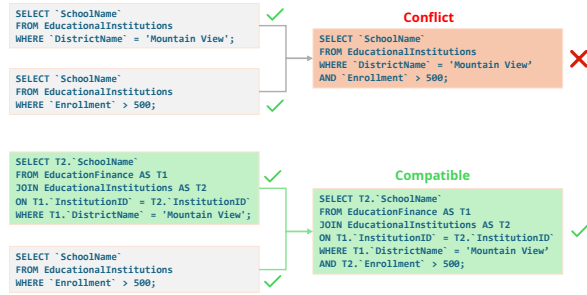 SELECT `SchoolName`
FROM EducationalInstitutions
WHERE `DistrictName` = 'Mountain View';
SELECT `SchoolName`
FROM EducationalInstitutions
WHERE `Enrollment` > 500;
Conflict
SELECT `SchoolName`
FROM EducationalInstitutions
WHERE `DistrictName` = 'Mountain View’
AND `Enrollment` > 500;
SELECT T2.`SchoolName`
FROM EducationFinance AS T1
JOIN EducationalInstitutions AS T2
ON T1.`InstitutionID` = T2.`InstitutionID`
WHERE T1.`DistrictName` = 'Mountain View';
SELECT `SchoolName`
FROM EducationalInstitutions
WHERE `Enrollment` > 500;
Compatible
SELECT T2.`SchoolName`
FROM EducationFinance AS T1
JOIN EducationalInstitutions AS T2
ON T1.`InstitutionID` = T2.`InstitutionID`
WHERE T1.`DistrictName` = 'Mountain View’
AND T2.`Enrollment` > 500;